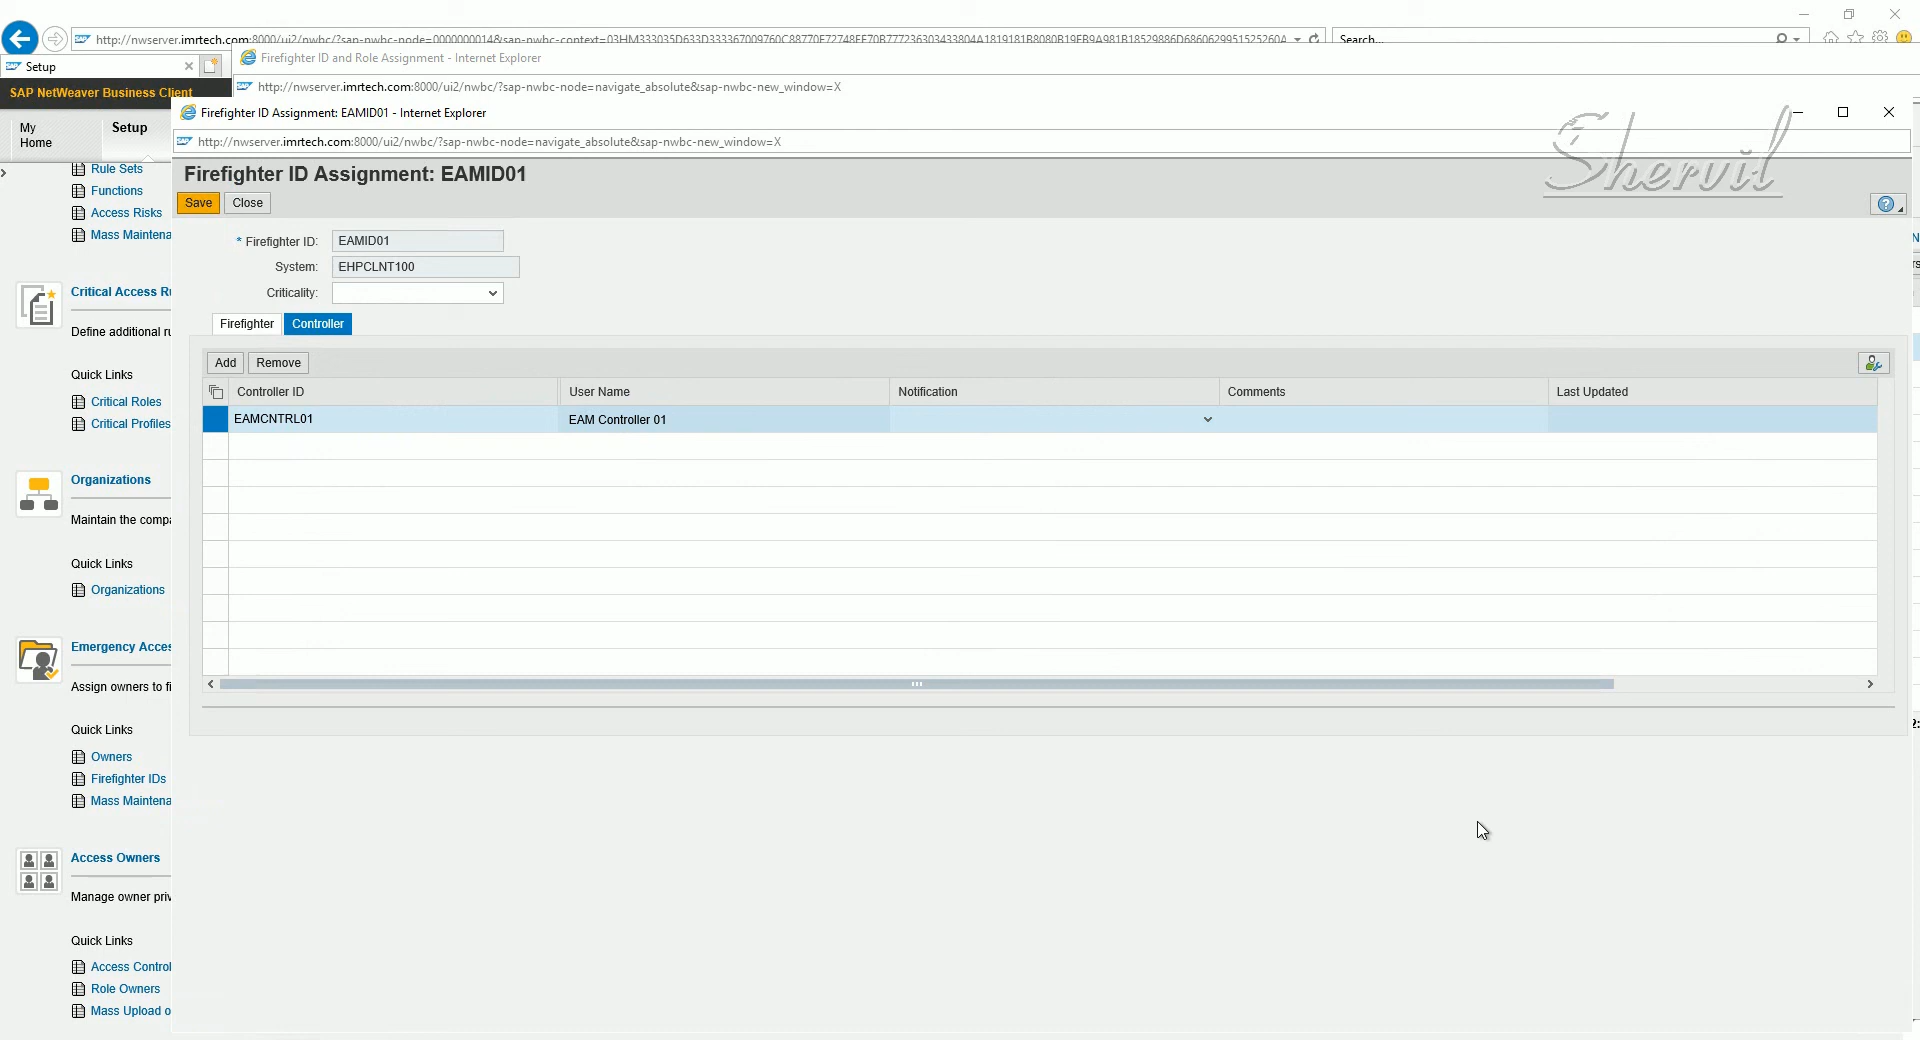 http://nwserver.imrtech.com:8000/ui2/nwbc/?sap-nwbc-node=0000000014&sap-nwbc-context=
Search...
Setup
Firefighter ID and Role Assignment - Internet Explorer
http://nwserver.imrtech.com:8000/ui2/nwbc/?sap-nwbc-node=navigate_absolute&sap-nwbc-new_window=X
SAP NetWeaver Business Client
Firefighter ID Assignment: EAMID01 - Internet Explorer
http://nwserver.imrtech.com:8000/ui2/nwbc/?sap-nwbc-node=navigate_absolute&sap-nwbc-new_window=X
My Home
Setup
Shervil
Firefighter ID Assignment: EAMID01
Save Close
* Firefighter ID: EAMID01
System: EHPCLNT100
Criticality:
Firefighter Controller
Add Remove
Controller ID User Name Notification Comments Last Updated
EAMCNTRL01 EAM Controller 01
Rule Sets
Functions
Access Risks
Mass Maintena
Critical Access Ru
Define additional ru
Quick Links
Critical Roles
Critical Profiles
Organizations
Maintain the compa
Quick Links
Organizations
Emergency Acces
Assign owners to fi
Quick Links
Owners
Firefighter IDs
Mass Maintena
Access Owners
Manage owner priv
Quick Links
Access Control
Role Owners
Mass Upload o